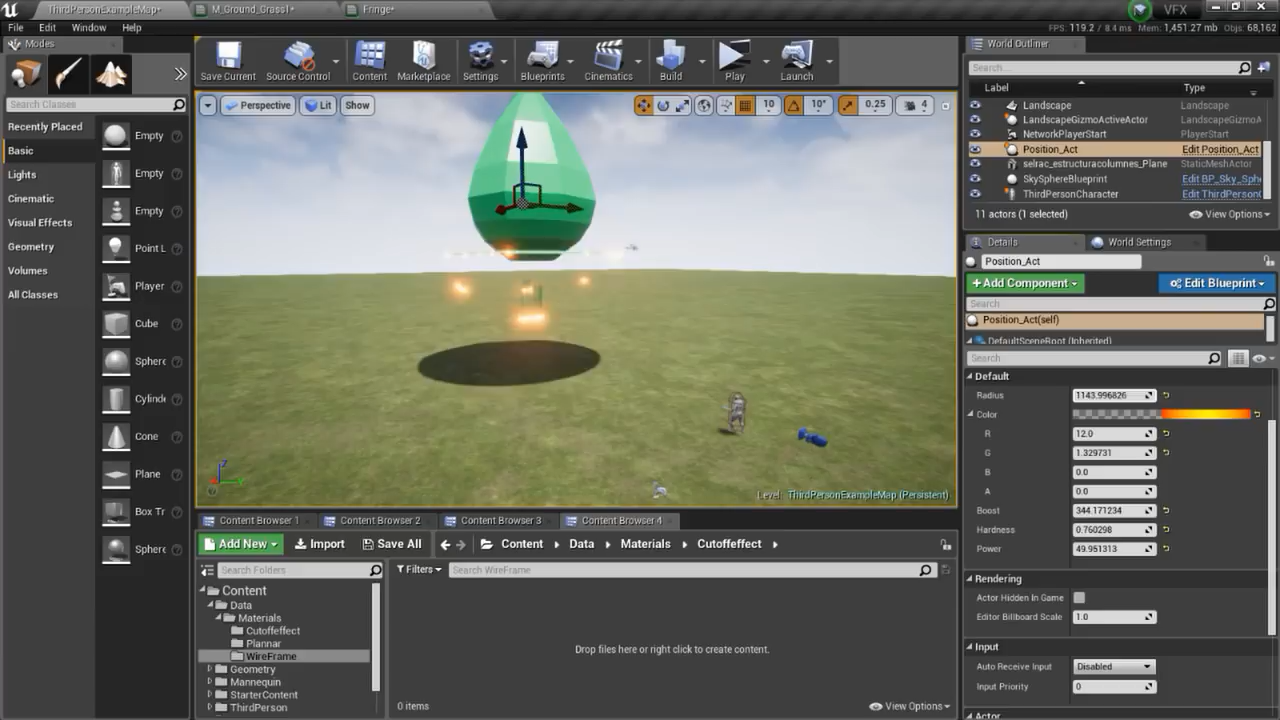 ThirdPersonExampleMap*
M_Ground_Grass1*
Fringe*
VFX
File Edit Window Help
FPS: 119.2 / 8.4 ms Mem: 1,451.27 mb Objs: 68,162
Modes
Search Classes
Recently Placed
Basic
Lights
Cinematic
Visual Effects
Geometry
Volumes
All Classes
Empty
Empty
Empty
Point L
Player
Cube
Sphere
Cylinde
Cone
Plane
Box Tr
Sphere
Save Current
Source Control
Content
Marketplace
Settings
Blueprints
Cinematics
Build
Play
Launch
Perspective
Lit
Show
10
10°
0.25
4
Level: ThirdPersonExampleMap (Persistent)
World Outliner
Search...
Label Type
Landscape Landscape
LandscapeGizmoActiveActor LandscapeGizmoA
NetworkPlayerStart PlayerStart
Position_Act Edit Position_Act
selrac_estructuracolumnes_Plane StaticMeshActor
SkySphereBlueprint Edit BP_Sky_Sph
ThirdPersonCharacter Edit ThirdPerson
11 actors (1 selected)
View Options
Details
World Settings
Position_Act
+ Add Component
Edit Blueprint
Search
Position_Act(self)
DefaultSceneRoot (Inherited)
Search
Default
Radius 1143.996826
Color
R 12.0
G 1.329731
B 0.0
A 0.0
Boost 344.171234
Hardness 0.760298
Power 49.951313
Rendering
Actor Hidden In Game
Editor Billboard Scale 1.0
Input
Auto Receive Input Disabled
Input Priority 0
Actor
Content Browser 1
Content Browser 2
Content Browser 3
Content Browser 4
Add New
Import
Save All
Content Data Materials Cutoffeffect
Search Folders
Filters
Search WireFrame
Content
Data
Materials
Cutoffeffect
Plannar
WireFrame
Geometry
Mannequin
StarterContent
ThirdPerson
Drop files here or right click to create content.
0 items
View Options